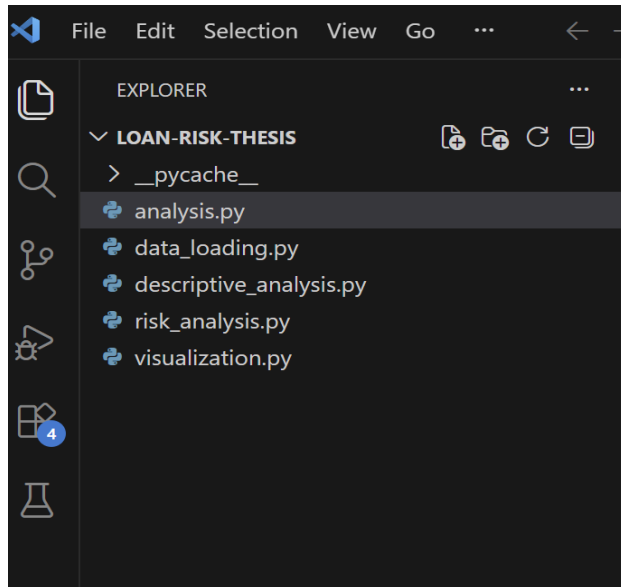 File Edit Selection View Go ...
EXPLORER ...
LOAN-RISK-THESIS
__pycache__
analysis.py
data_loading.py
descriptive_analysis.py
risk_analysis.py
visualization.py
4